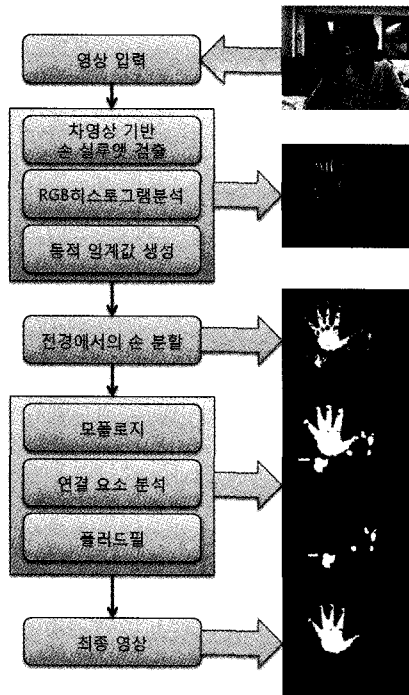 영상 입력
차영상 기반
손 실루엣 검출
RGB히스토그램분석
동적 임계값 생성
전경에서의 손 분할
모폴로지
연결 요소 분석
플러드필
최종 영상